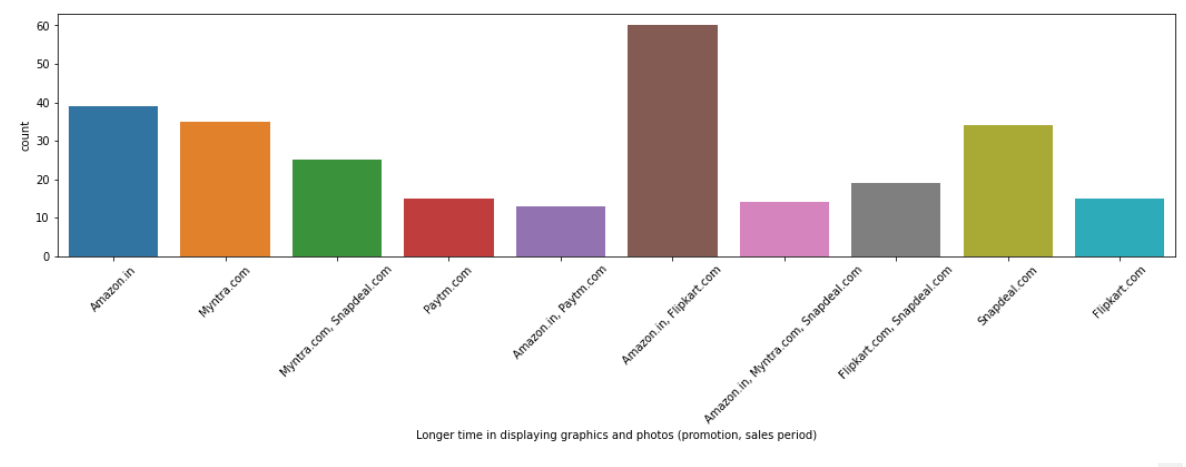 60
50
40
30
20
10
0
count
Amazon.in
Myntra.com
Myntra.com, Snapdeal.com
Paytm.com
Amazon.in, Paytm.com
Amazon.in, Flipkart.com
Amazon.in, Myntra.com, Snapdeal.com
Flipkart.com, Snapdeal.com
Snapdeal.com
Flipkart.com
Longer time in displaying graphics and photos (promotion, sales period)